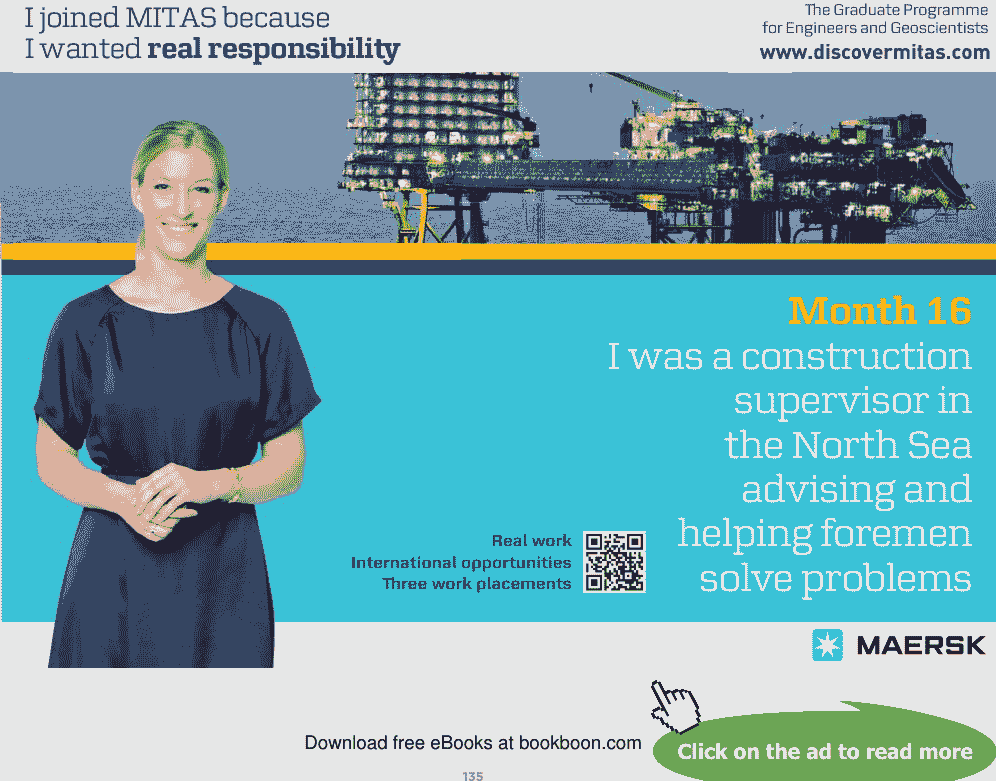 I joined MITAS because
I wanted real responsibility
The Graduate Programme
for Engineers and Geoscientists
www.discovermitas.com
Month 16
I was a construction
supervisor in
the North Sea
advising and
helping foremen
solve problems
Real work
International opportunities
Three work placements
MAERSK
Download free eBooks at bookboon.com
Click on the ad to read more
135